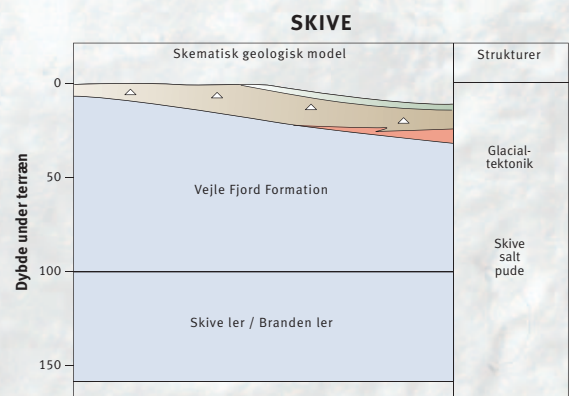 SKIVE
Skematisk geologisk model
Strukturer
0
50
100
150
Dybde under terræn
Vejle Fjord Formation
Skive ler / Branden ler
Glacial-
tektonik
Skive
salt
pude